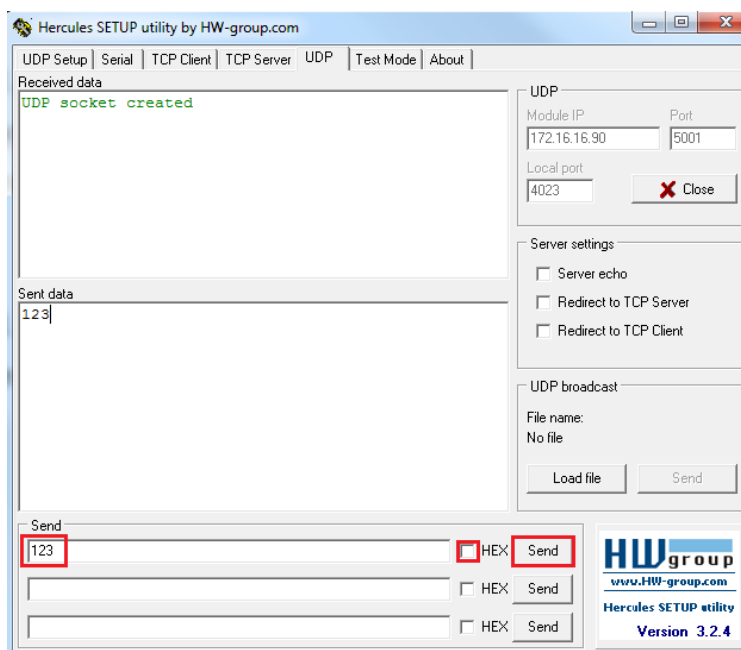 Hercules SETUP utility by HW-group.com
UDP Setup Serial TCP Client TCP Server UDP Test Mode About
Received data
UDP socket created
UDP
Module IP Port
172.16.16.90 5001
Local port
4023 Close
Server settings
Server echo
Redirect to TCP Server
Redirect to TCP Client
Sent data
123
UDP broadcast
File name:
No file
Load file Send
Send
123 HEX Send
HEX Send
HEX Send
HW group
www.HW-group.com
Hercules SETUP utility
Version 3.2.4